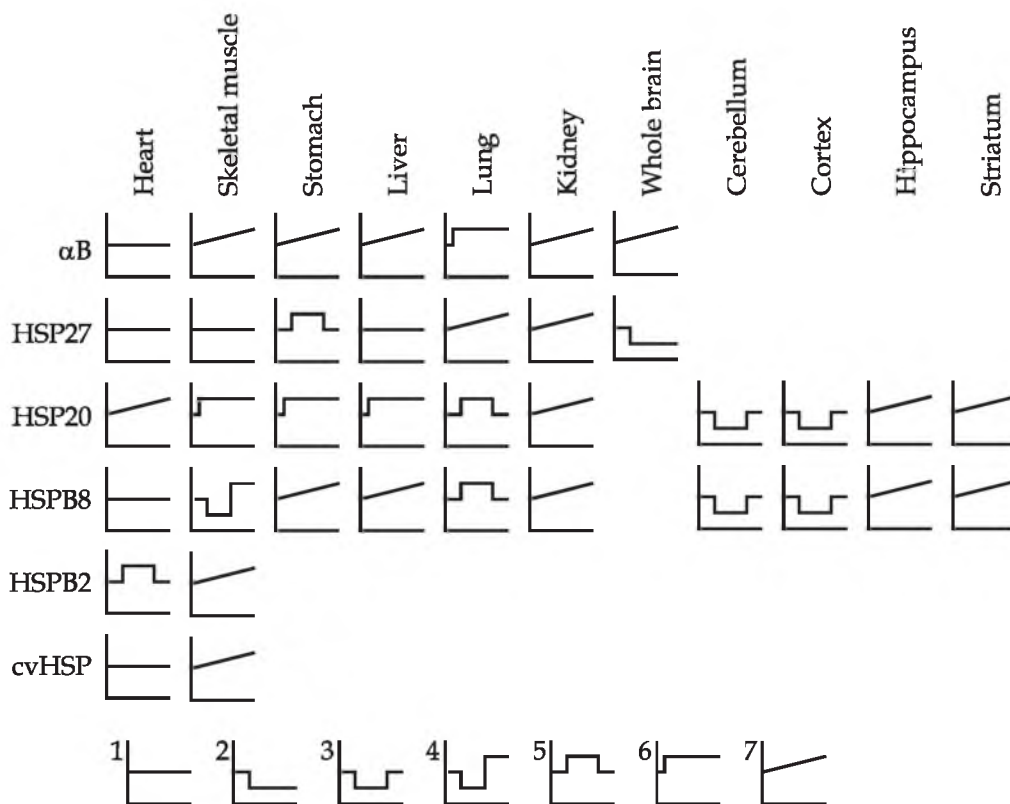 Heart
Skeletal muscle
Stomach
Liver
Lung
Kidney
Whole brain
Cerebellum
Cortex
Hippocampus
Striatum
αB
HSP27
HSP20
HSPB8
HSPB2
cvHSP
1 2 3 4 5 6 7